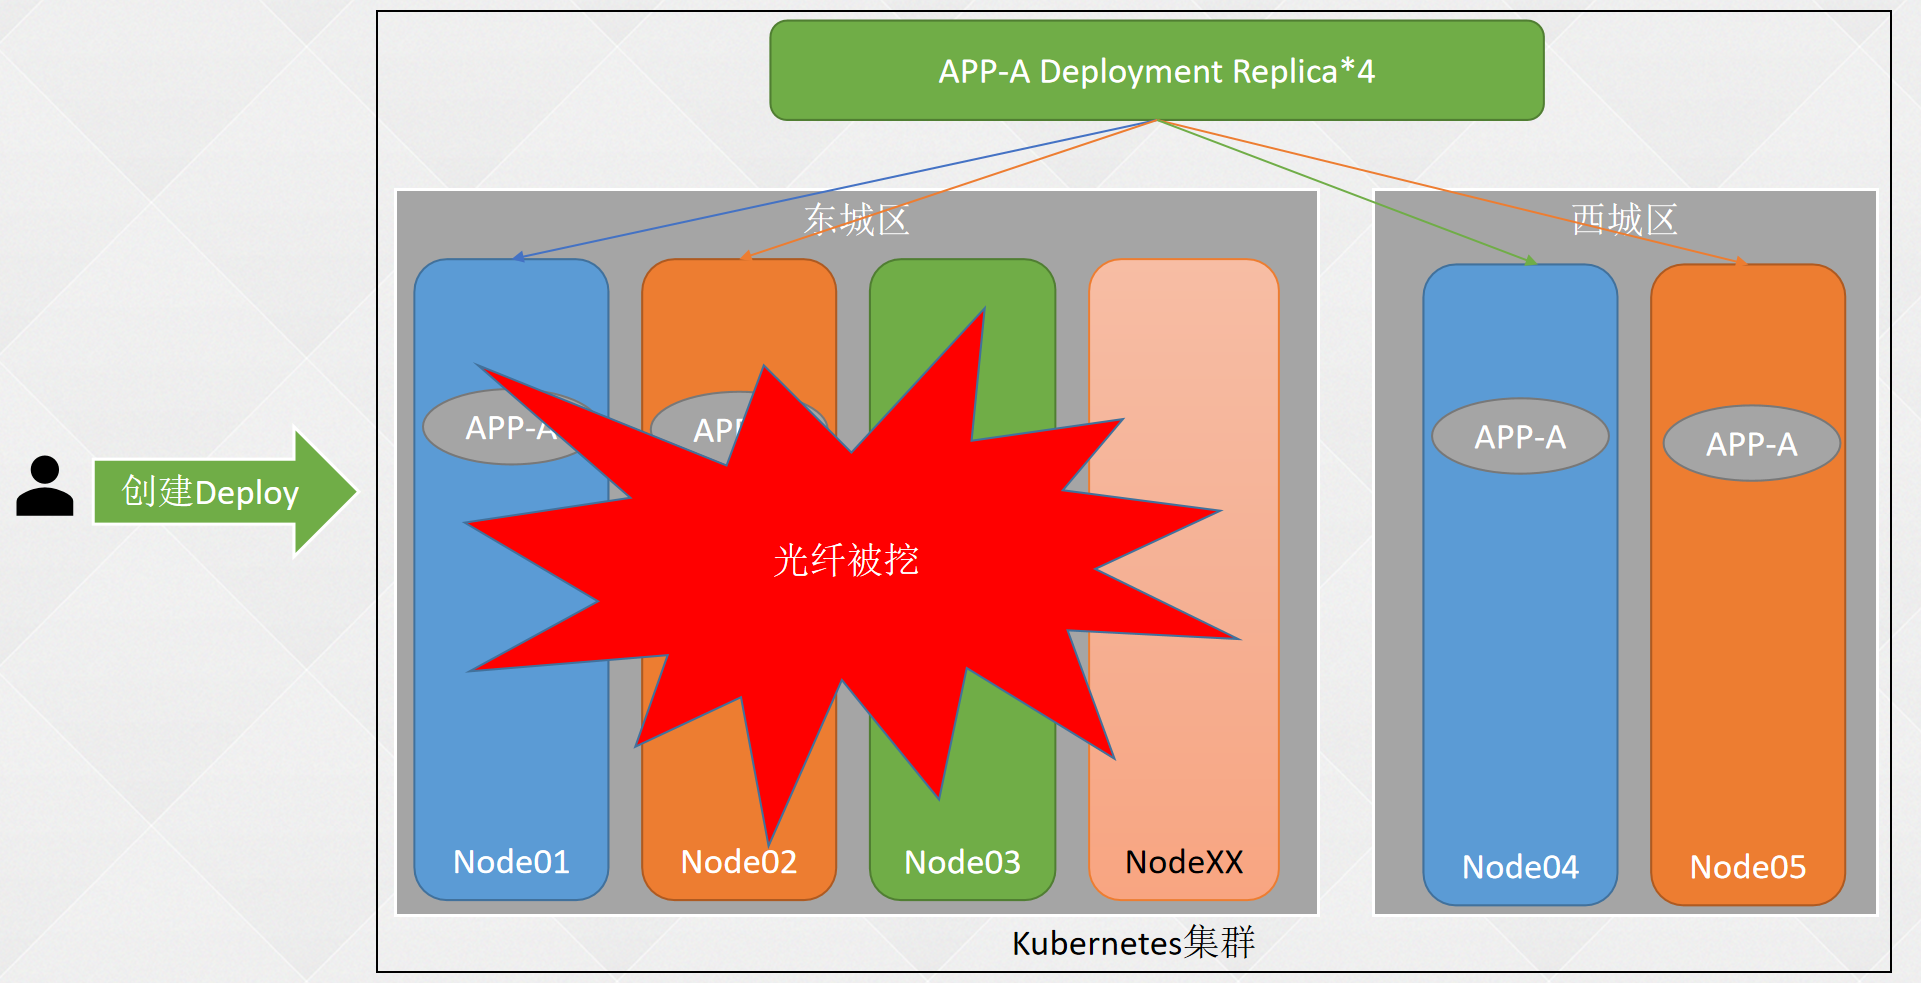 APP-A Deployment Replica*4
东城区
西城区
APP-A
APP-A
APP-A
创建Deploy
光纤被挖
Node01
Node02
Node03
NodeXX
Node04
Node05
Kubernetes集群